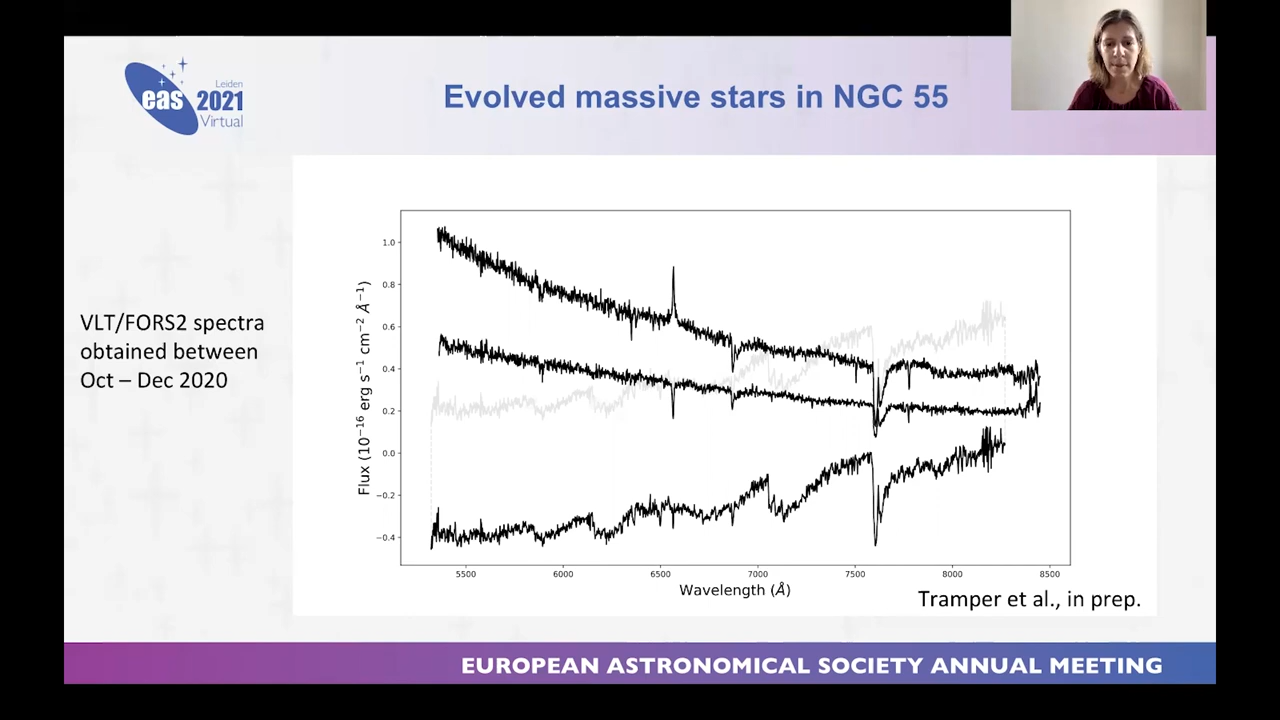 eas
Leiden
2021
Virtual
Evolved massive stars in NGC 55
VLT/FORS2 spectra
obtained between
Oct – Dec 2020
Flux (10⁻¹⁶ erg s⁻¹ cm⁻² Å⁻¹)
1.0
0.8
0.6
0.4
0.2
0.0
−0.2
−0.4
5500 6000 6500 7000 7500 8000 8500
Wavelength (Å)
Tramper et al., in prep.
EUROPEAN ASTRONOMICAL SOCIETY ANNUAL MEETING